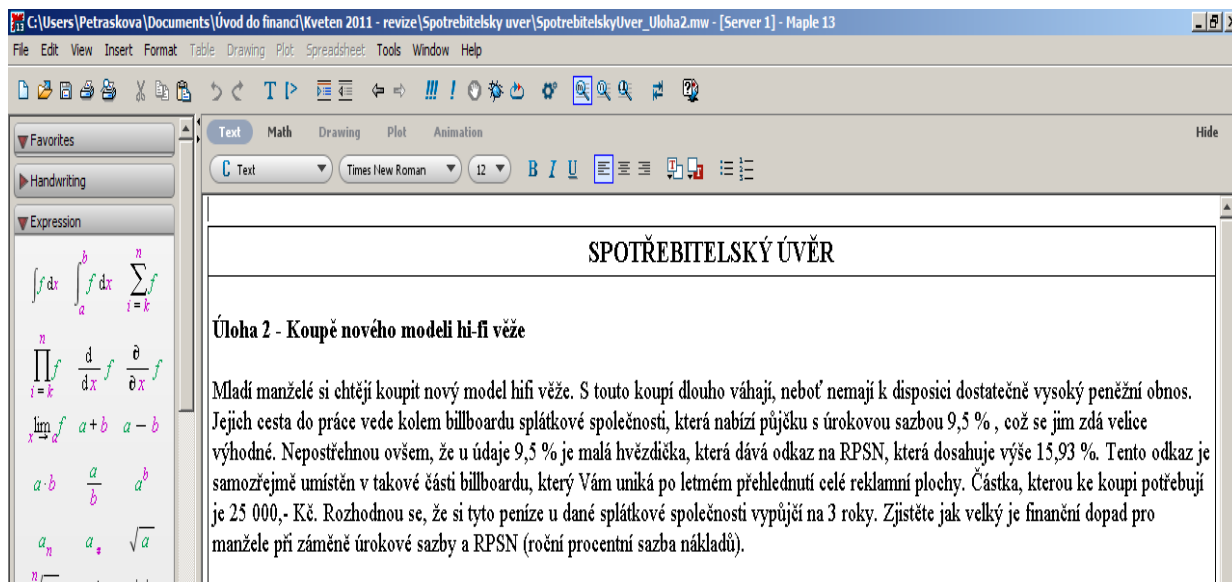 C:\Users\Petraskova\Documents\Úvod do financí\Kveten 2011 - revize\Spotrebitelsky uver\SpotrebitelskyUver_Uloha2.mw - [Server 1] - Maple 13
File Edit View Insert Format Table Drawing Plot Spreadsheet Tools Window Help
Favorites
Text Math Drawing Plot Animation Hide
C Text Times New Roman 12 B I U
Handwriting
Expression
∫f dx ∫_a^b f dx ∑_{i=k}^n f
∏_{i=k}^n f d/dx f ∂/∂x f
lim_{x→a} f a+b a−b
a·b a/b a^b
a_n a_* √a
n
SPOTŘEBITELSKÝ ÚVĚR
Úloha 2 - Koupě nového modeli hi-fi věže
Mladí manželé si chtějí koupit nový model hifi věže. S touto koupí dlouho váhají, neboť nemají k disposici dostatečně vysoký peněžní obnos.
Jejich cesta do práce vede kolem billboardu splátkové společnosti, která nabízí půjčku s úrokovou sazbou 9,5 % , což se jim zdá velice
výhodné. Nepostřehnou ovšem, že u údaje 9,5 % je malá hvězdička, která dává odkaz na RPSN, která dosahuje výše 15,93 %. Tento odkaz je
samozřejmě umístěn v takové části billboardu, který Vám uniká po letmém přehlednutí celé reklamní plochy. Částka, kterou ke koupi potřebují
je 25 000,- Kč. Rozhodnou se, že si tyto peníze u dané splátkové společnosti vypůjčí na 3 roky. Zjistěte jak velký je finanční dopad pro
manžele při záměně úrokové sazby a RPSN (roční procentní sazba nákladů).